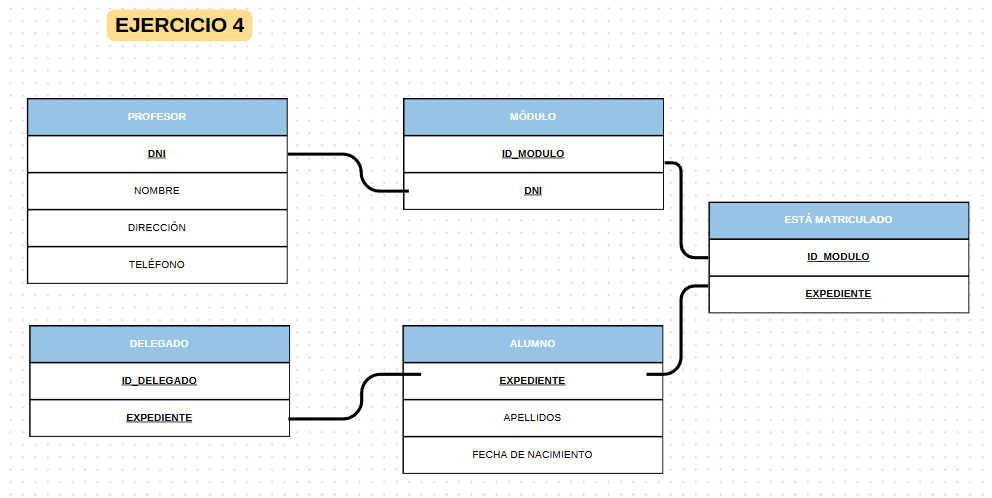 EJERCICIO 4
PROFESOR
DNI
NOMBRE
DIRECCIÓN
TELÉFONO
MÓDULO
ID_MODULO
DNI
ESTÁ MATRICULADO
ID_MODULO
EXPEDIENTE
DELEGADO
ID_DELEGADO
EXPEDIENTE
ALUMNO
EXPEDIENTE
APELLIDOS
FECHA DE NACIMIENTO